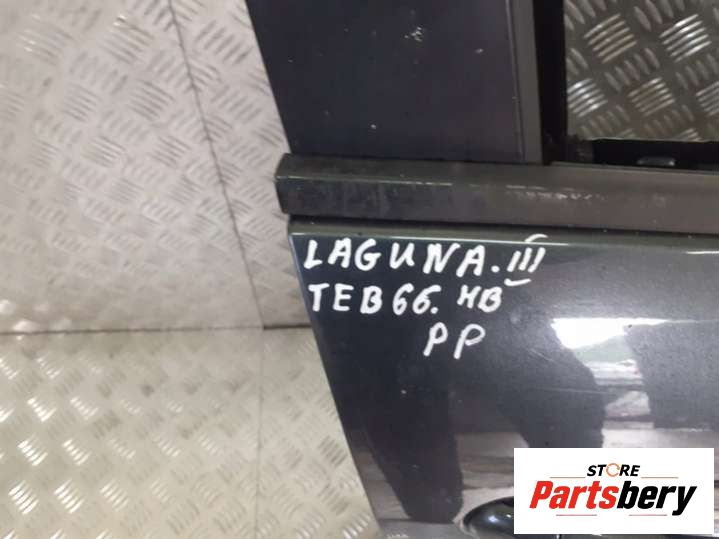 LAGUNA.III
TEB66.HB
PP
STORE
Partsbery